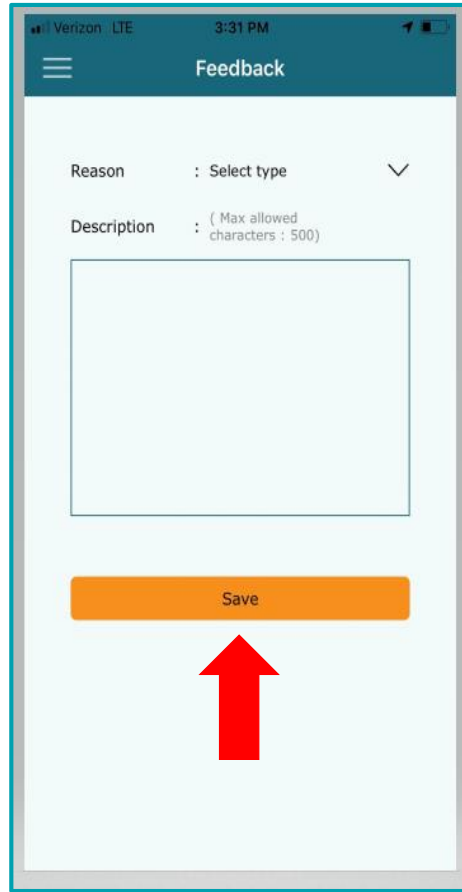 Verizon LTE 3:31 PM
Feedback
Reason : Select type
Description : ( Max allowed
characters : 500)
Save